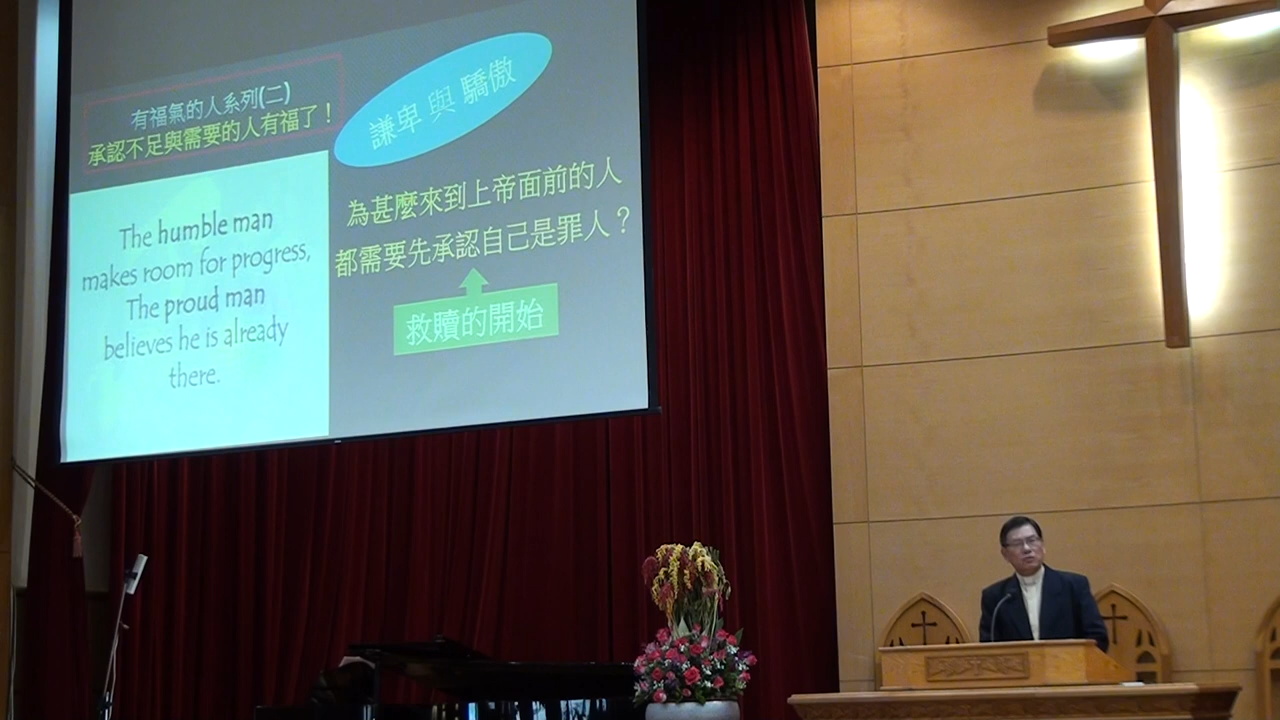 有福氣的人系列(二)
承認不足與需要的人有福了！
謙卑 與 驕傲
The humble man
makes room for progress,
The proud man
believes he is already
there.
為甚麼來到上帝面前的人
都需要先承認自己是罪人？
救贖的開始